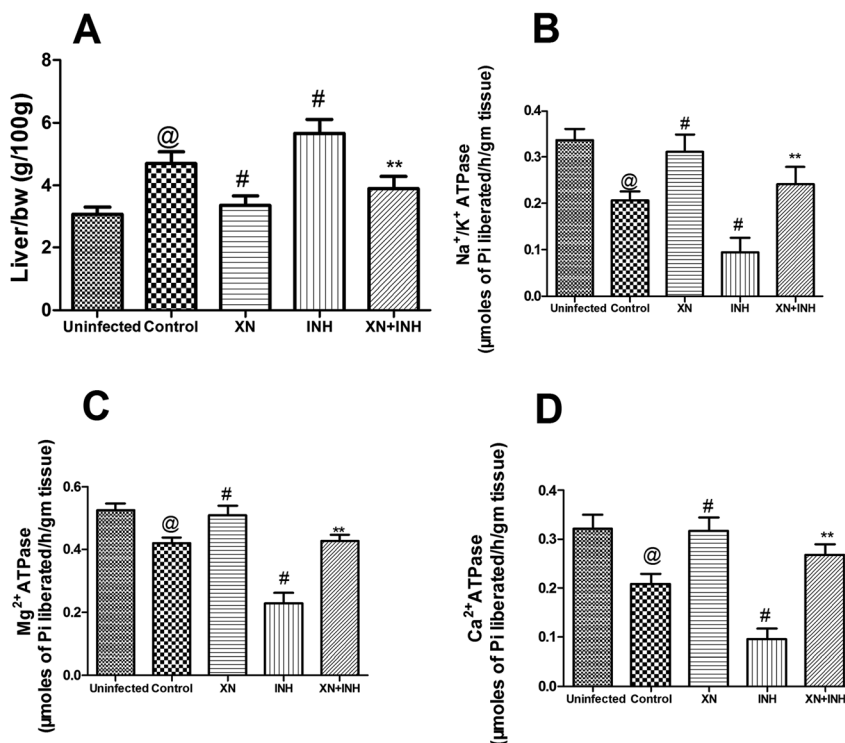 A
Liver/bw (g/100g)
8
6
4
2
0
@
#
#
**
Uninfected Control XN INH XN+INH
B
Na⁺/K⁺ ATPase
(µmoles of Pi liberated/h/gm tissue)
0.4
0.3
0.2
0.1
0.0
@
#
#
**
Uninfected Control XN INH XN+INH
C
Mg²⁺ATPase
(µmoles of Pi liberated/h/gm tissue)
0.6
0.4
0.2
0.0
@
#
#
**
Uninfected Control XN INH XN+INH
D
Ca²⁺ATPase
(µmoles of Pi liberated/h/gm tissue)
0.4
0.3
0.2
0.1
0.0
@
#
#
**
Uninfected Control XN INH XN+INH